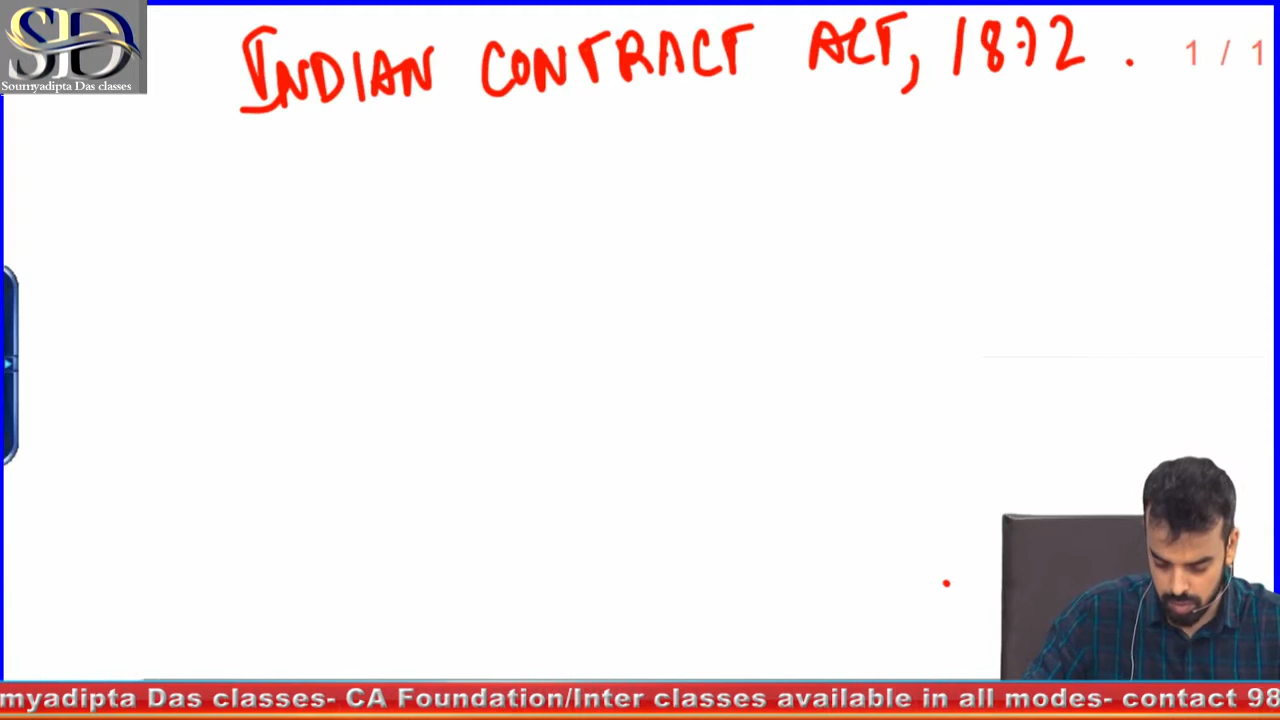 SJD
Soumyadipta Das classes
INDIAN CONTRACT ACT, 1872.
1 / 1
myadipta Das classes- CA Foundation/Inter classes available in all modes- contact 98